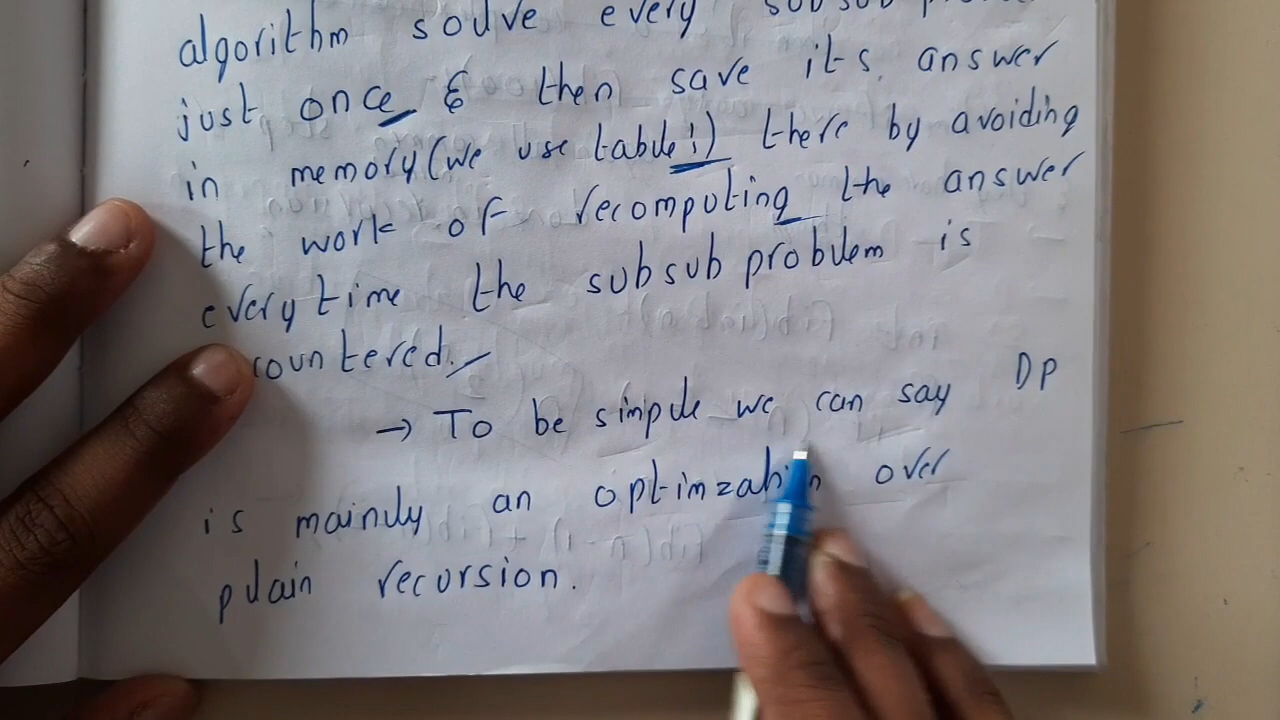 algorithm solve every
just once & then save its answer
in memory (we use table!) there by avoiding
the work of recomputing the answer
every time the subsub problem is
countered.
→ To be simple we can say DP
is mainly an optimzation over
plain recursion.